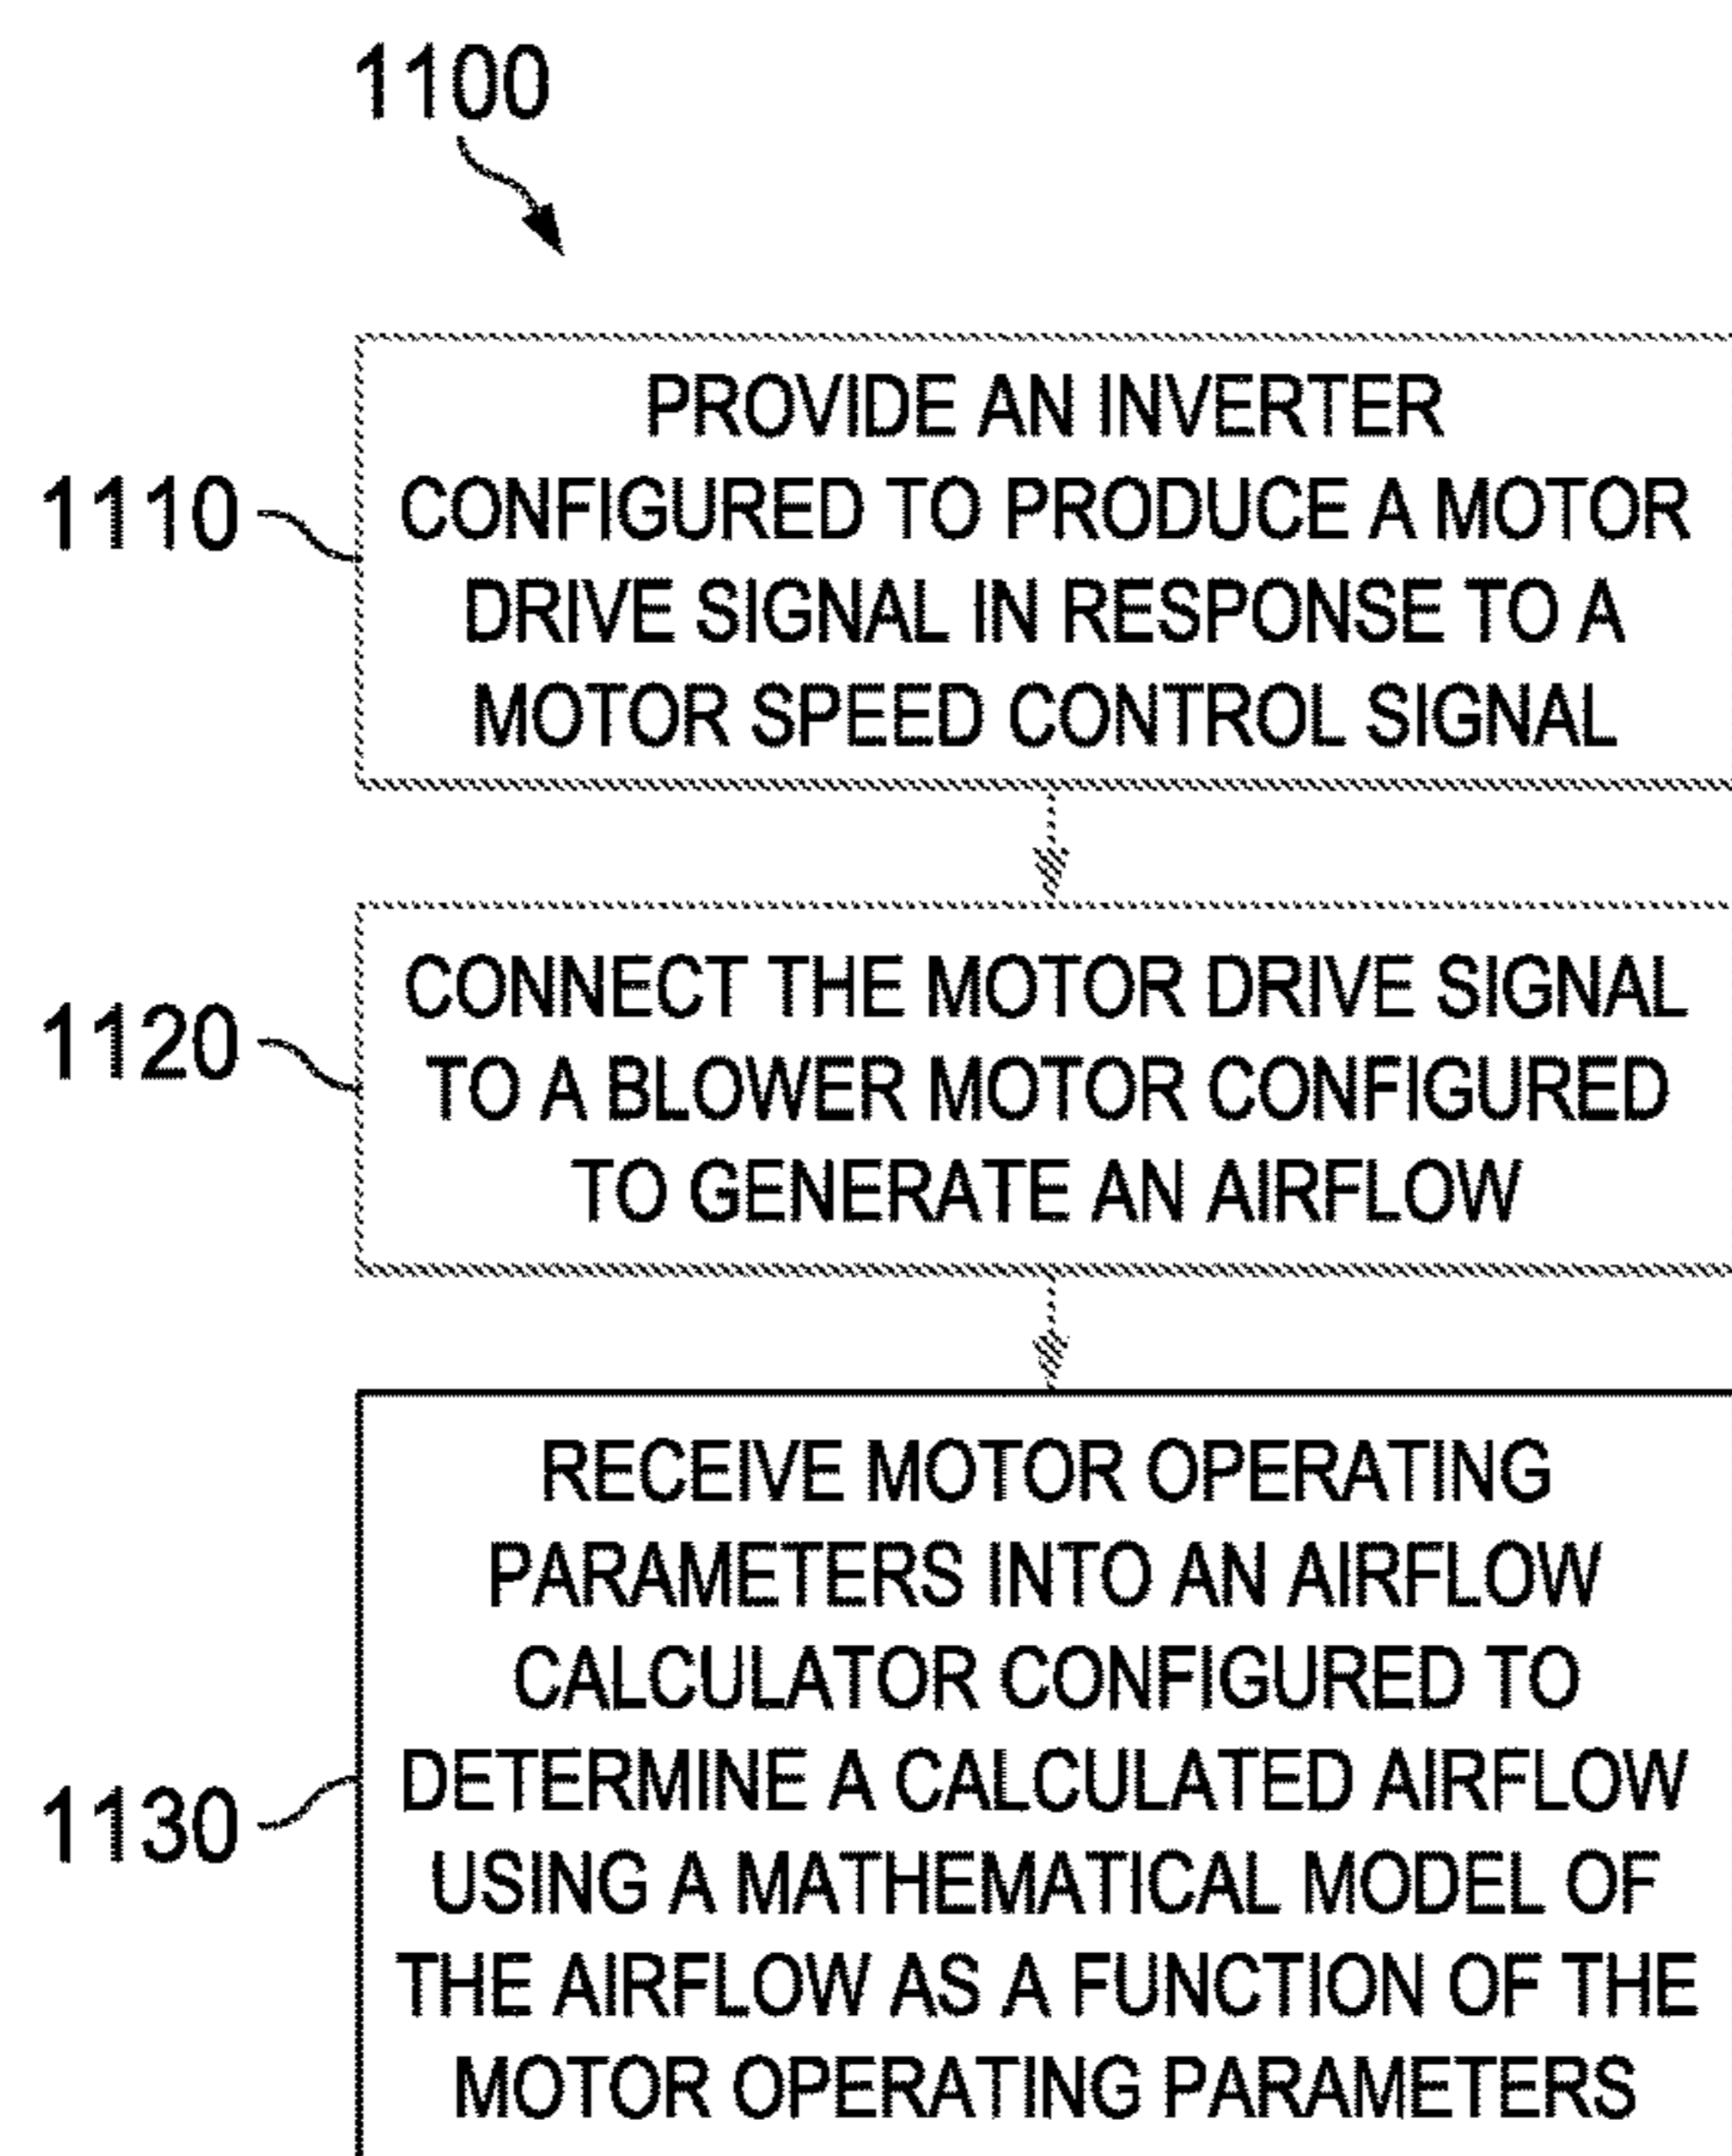 1100
1110
PROVIDE AN INVERTER
CONFIGURED TO PRODUCE A MOTOR
DRIVE SIGNAL IN RESPONSE TO A
MOTOR SPEED CONTROL SIGNAL
1120
CONNECT THE MOTOR DRIVE SIGNAL
TO A BLOWER MOTOR CONFIGURED
TO GENERATE AN AIRFLOW
1130
RECEIVE MOTOR OPERATING
PARAMETERS INTO AN AIRFLOW
CALCULATOR CONFIGURED TO
DETERMINE A CALCULATED AIRFLOW
USING A MATHEMATICAL MODEL OF
THE AIRFLOW AS A FUNCTION OF THE
MOTOR OPERATING PARAMETERS